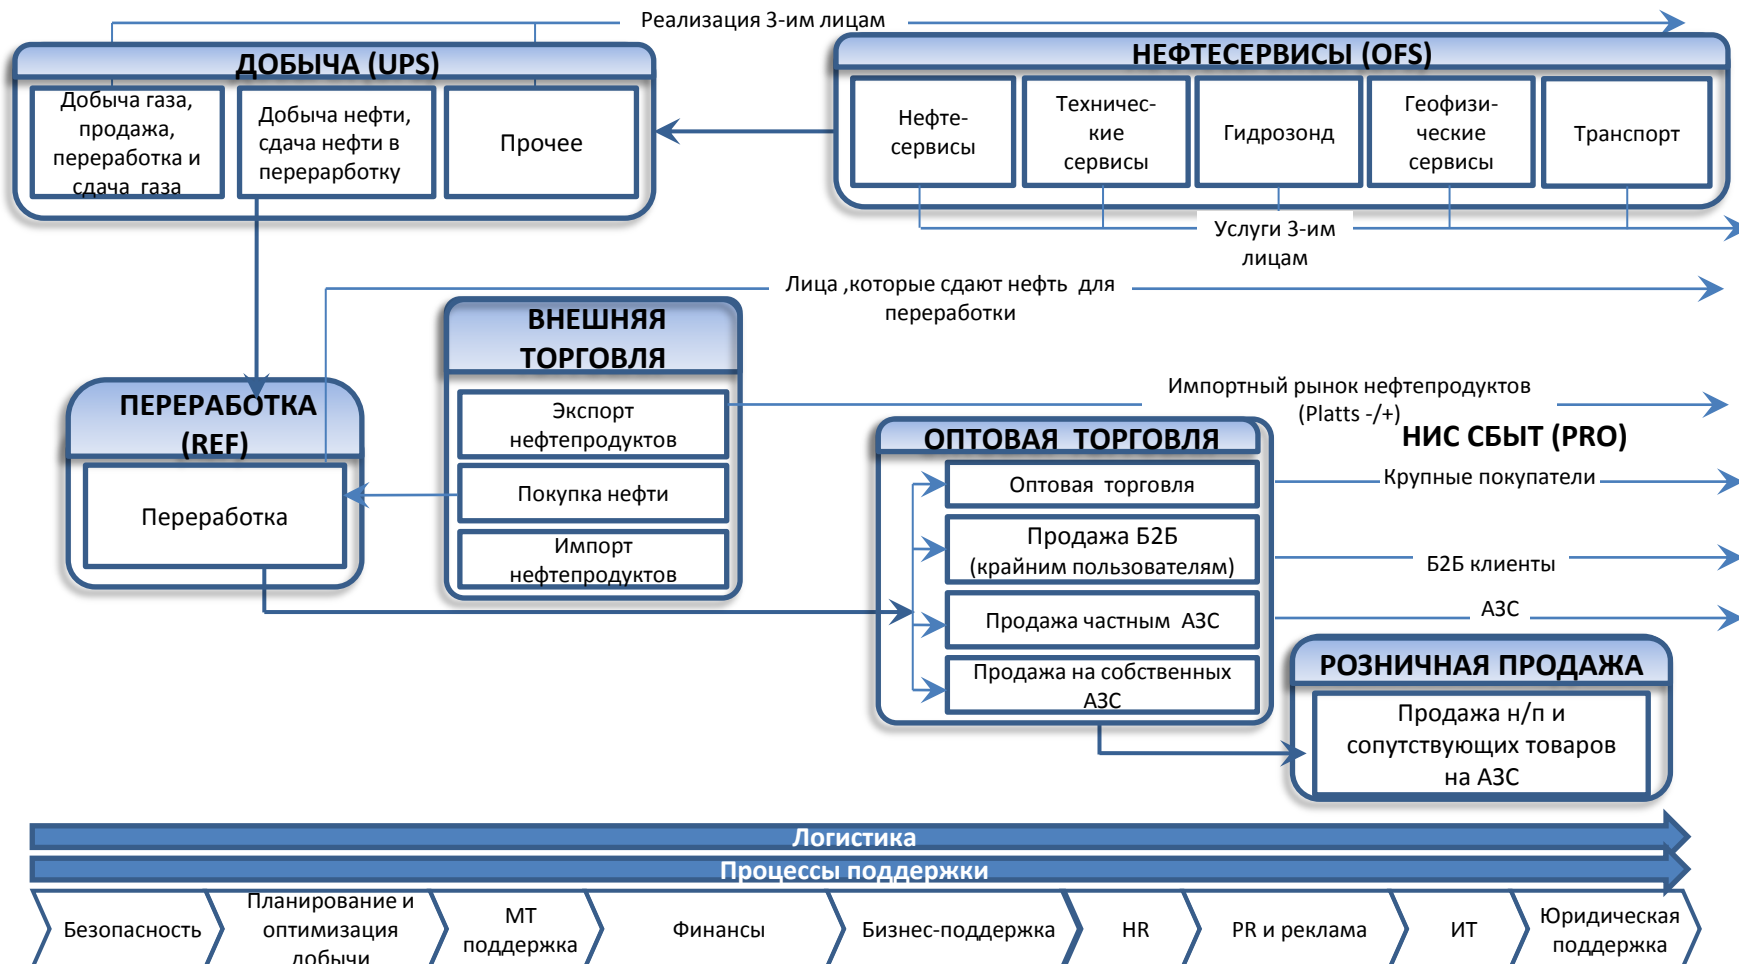 Реализация 3-им лицам
ДОБЫЧА (UPS)
Добыча газа,
продажа,
переработка и
сдача газа
Добыча нефти,
сдача нефти в
перерарботку
Прочее
НЕФТЕСЕРВИСЫ (OFS)
Нефте-
сервисы
Техничес-
кие
сервисы
Гидрозонд
Геофизи-
ческие
сервисы
Транспорт
Услуги 3-им
лицам
Лица ,которые сдают нефть для
переработки
ВНЕШНЯЯ
ТОРГОВЛЯ
Экспорт
нефтепродуктов
Покупка нефти
Импорт
нефтепродуктов
ПЕРЕРАБОТКА
(REF)
Переработка
Импортный рынок нефтепродуктов
(Platts -/+)
НИС СБЫТ (PRO)
ОПТОВАЯ ТОРГОВЛЯ
Оптовая торговля
Продажа Б2Б
(крайним пользователям)
Продажа частным АЗС
Продажа на собственных
АЗС
Крупные покупатели
Б2Б клиенты
АЗС
РОЗНИЧНАЯ ПРОДАЖА
Продажа н/п и
сопутствующих товаров
на АЗС
Логистика
Процессы поддержки
Безопасность
Планирование и
оптимизация
добычи
МТ
поддержка
Финансы
Бизнес-поддержка
HR
PR и реклама
ИТ
Юридическая
поддержка